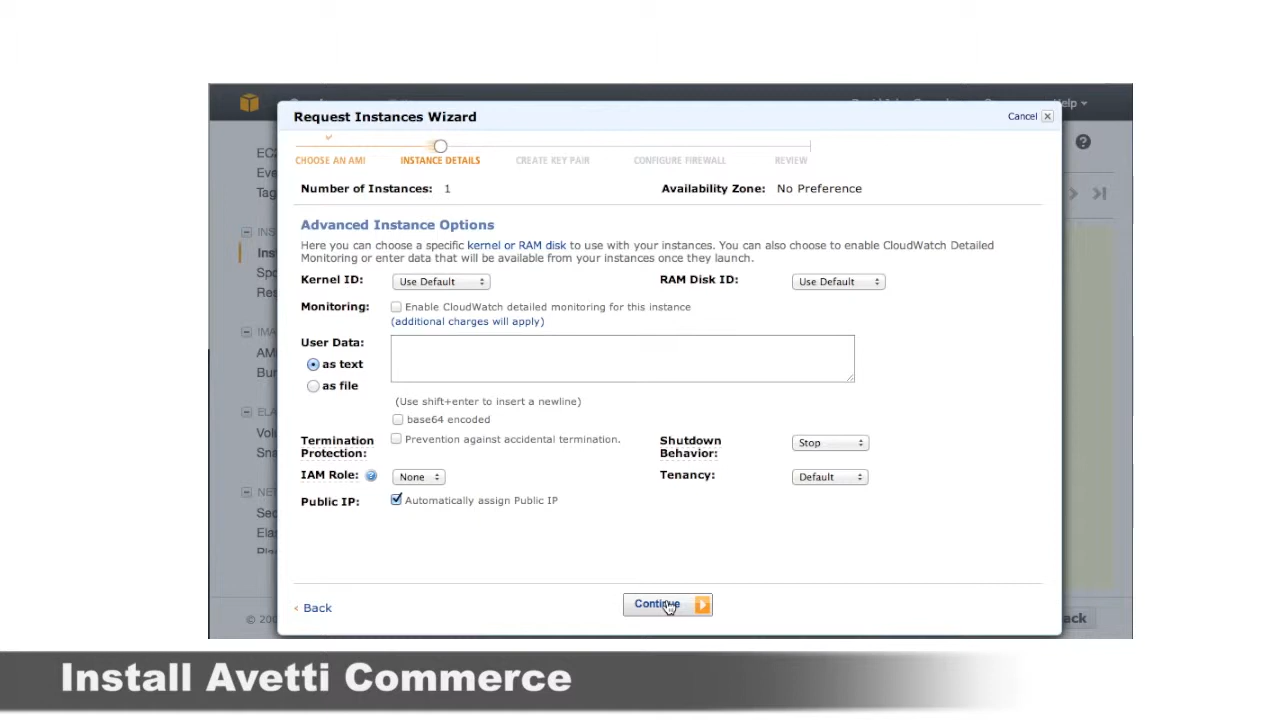 Help
Request Instances Wizard
Cancel
CHOOSE AN AMI
INSTANCE DETAILS
CREATE KEY PAIR
CONFIGURE FIREWALL
REVIEW
Number of Instances: 1
Availability Zone: No Preference
Advanced Instance Options
Here you can choose a specific kernel or RAM disk to use with your instances. You can also choose to enable CloudWatch Detailed
Monitoring or enter data that will be available from your instances once they launch.
Kernel ID: Use Default
RAM Disk ID: Use Default
Monitoring: Enable CloudWatch detailed monitoring for this instance
(additional charges will apply)
User Data:
as text
as file
(Use shift+enter to insert a newline)
base64 encoded
Termination Protection: Prevention against accidental termination.
Shutdown Behavior: Stop
IAM Role: None
Tenancy: Default
Public IP: Automatically assign Public IP
< Back
Continue
Install Avetti Commerce